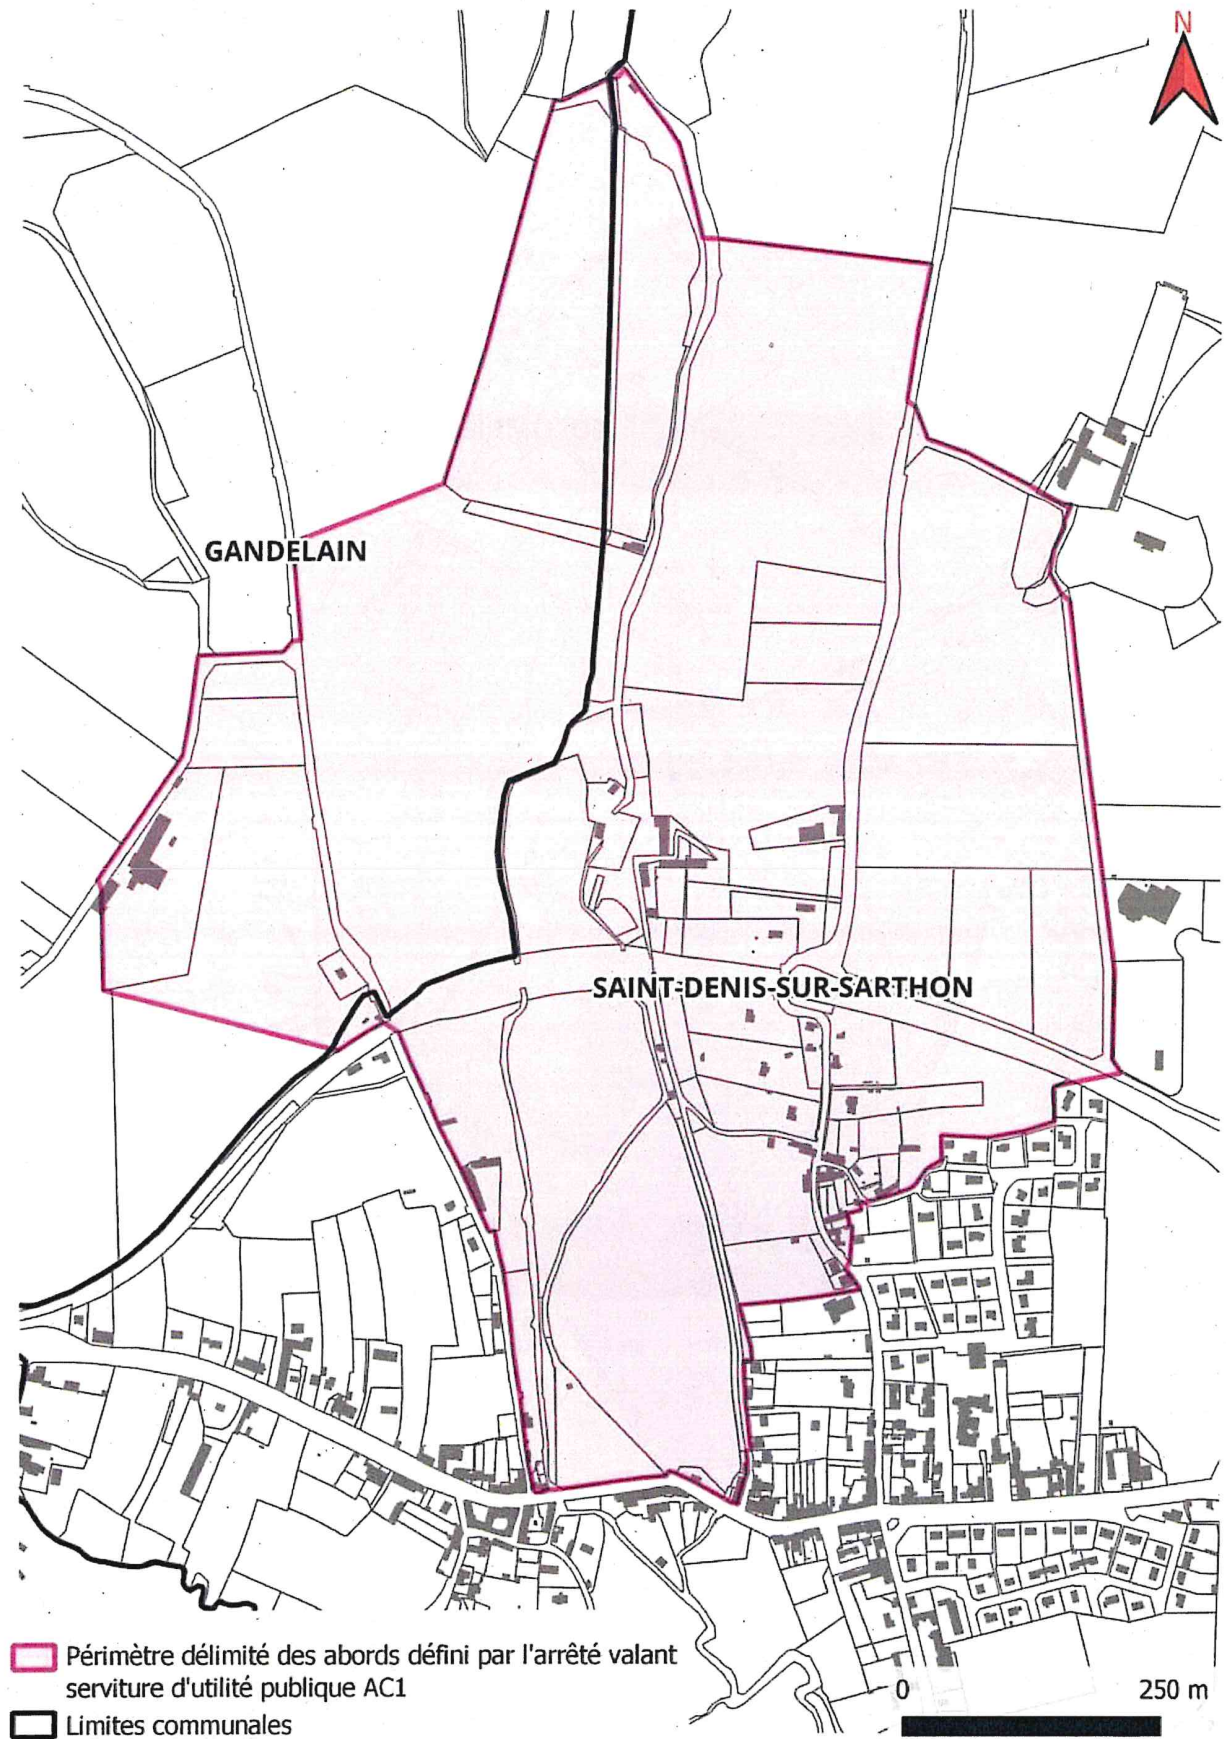 N
GANDELAIN
SAINT-DENIS-SUR-SARTHON
Périmètre délimité des abords défini par l'arrêté valant
serviture d'utilité publique AC1
Limites communales
0 250 m